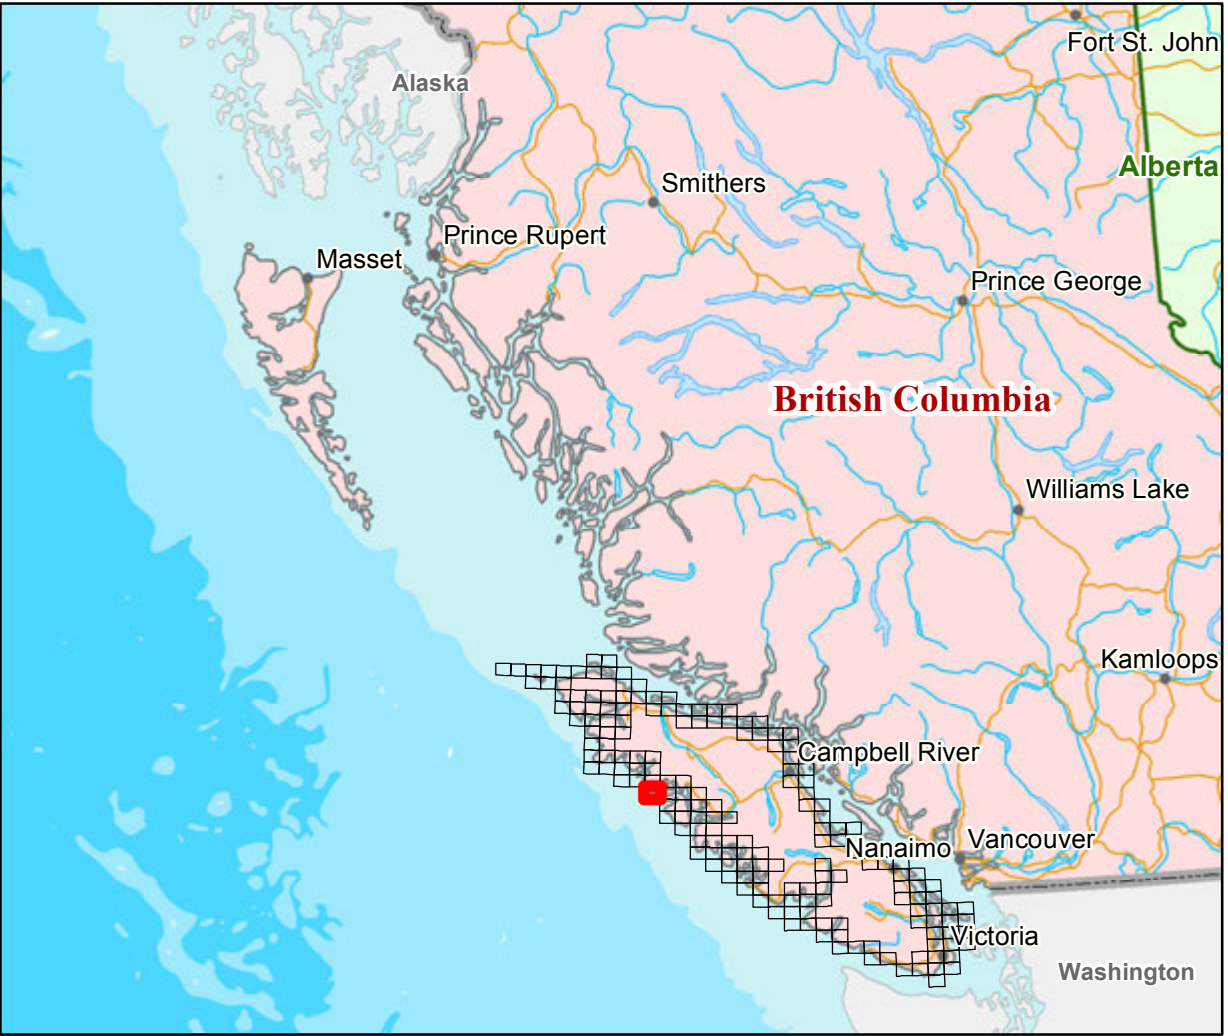 Fort St. John
Alaska
Alberta
Smithers
Prince Rupert
Masset
Prince George
British Columbia
Williams Lake
Kamloops
Campbell River
Vancouver
Nanaimo
Victoria
Washington